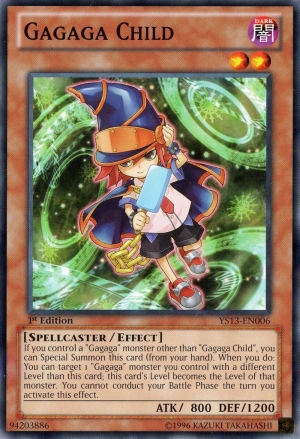 GAGAGA CHILD
DARK
闇
1st Edition
YS13-EN006
[SPELLCASTER / EFFECT]
If you control a "Gagaga" monster other than "Gagaga Child", you
can Special Summon this card (from your hand). When you do:
You can target 1 "Gagaga" monster you control with a different
Level than this card; this card's Level becomes the Level of that
monster. You cannot conduct your Battle Phase the turn you
activate this effect.
ATK/ 800 DEF/1200
94203886
©1996 KAZUKI TAKAHASHI